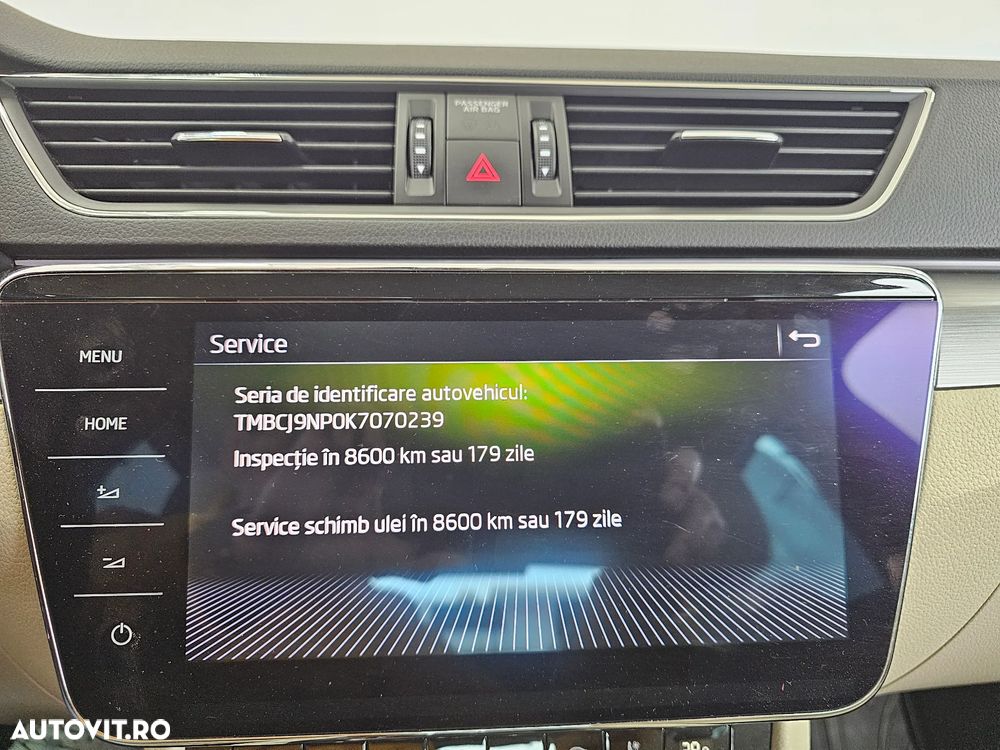 PASSENGER
AIR BAG
MENU
HOME
Service
Seria de identificare autovehicul:
TMBCJ9NP0K7070239
Inspecție în 8600 km sau 179 zile
Service schimb ulei în 8600 km sau 179 zile
AUTOVIT.RO